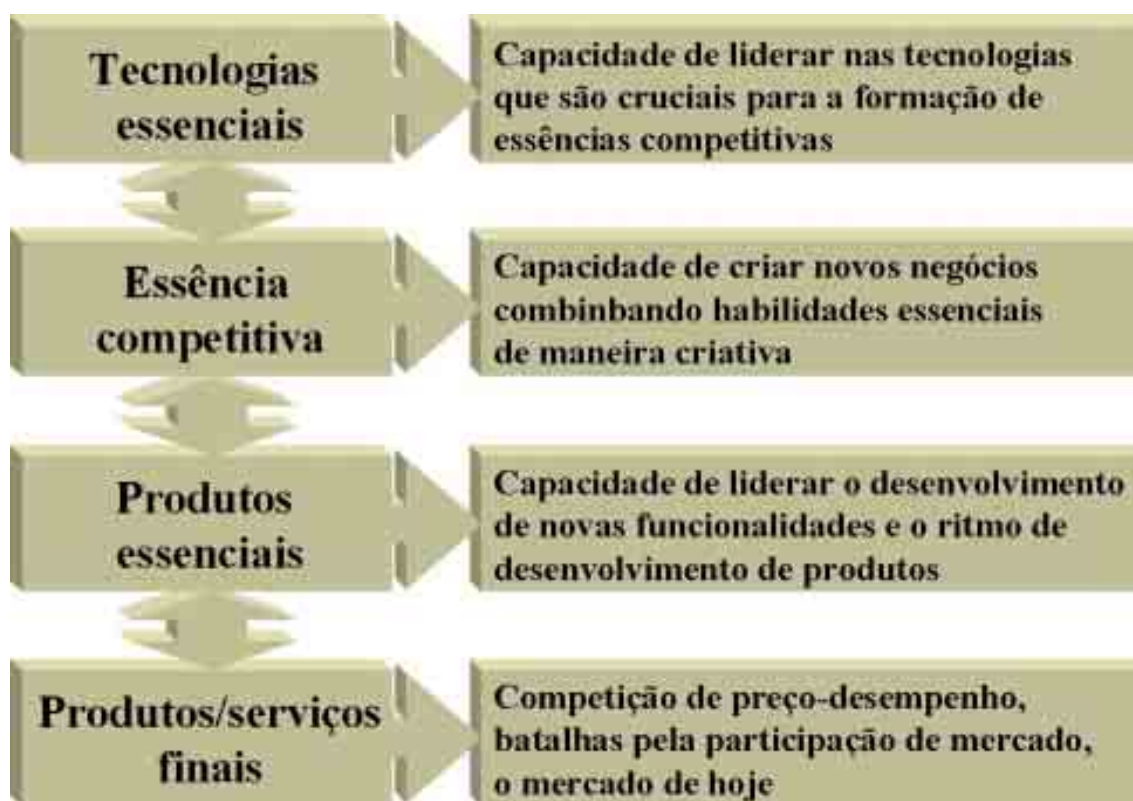 Tecnologias
essenciais
Capacidade de liderar nas tecnologias
que são cruciais para a formação de
essências competitivas
Essência
competitiva
Capacidade de criar novos negócios
combinbando habilidades essenciais
de maneira criativa
Produtos
essenciais
Capacidade de liderar o desenvolvimento
de novas funcionalidades e o ritmo de
desenvolvimento de produtos
Produtos/serviços
finais
Competição de preço-desempenho,
batalhas pela participação de mercado,
o mercado de hoje